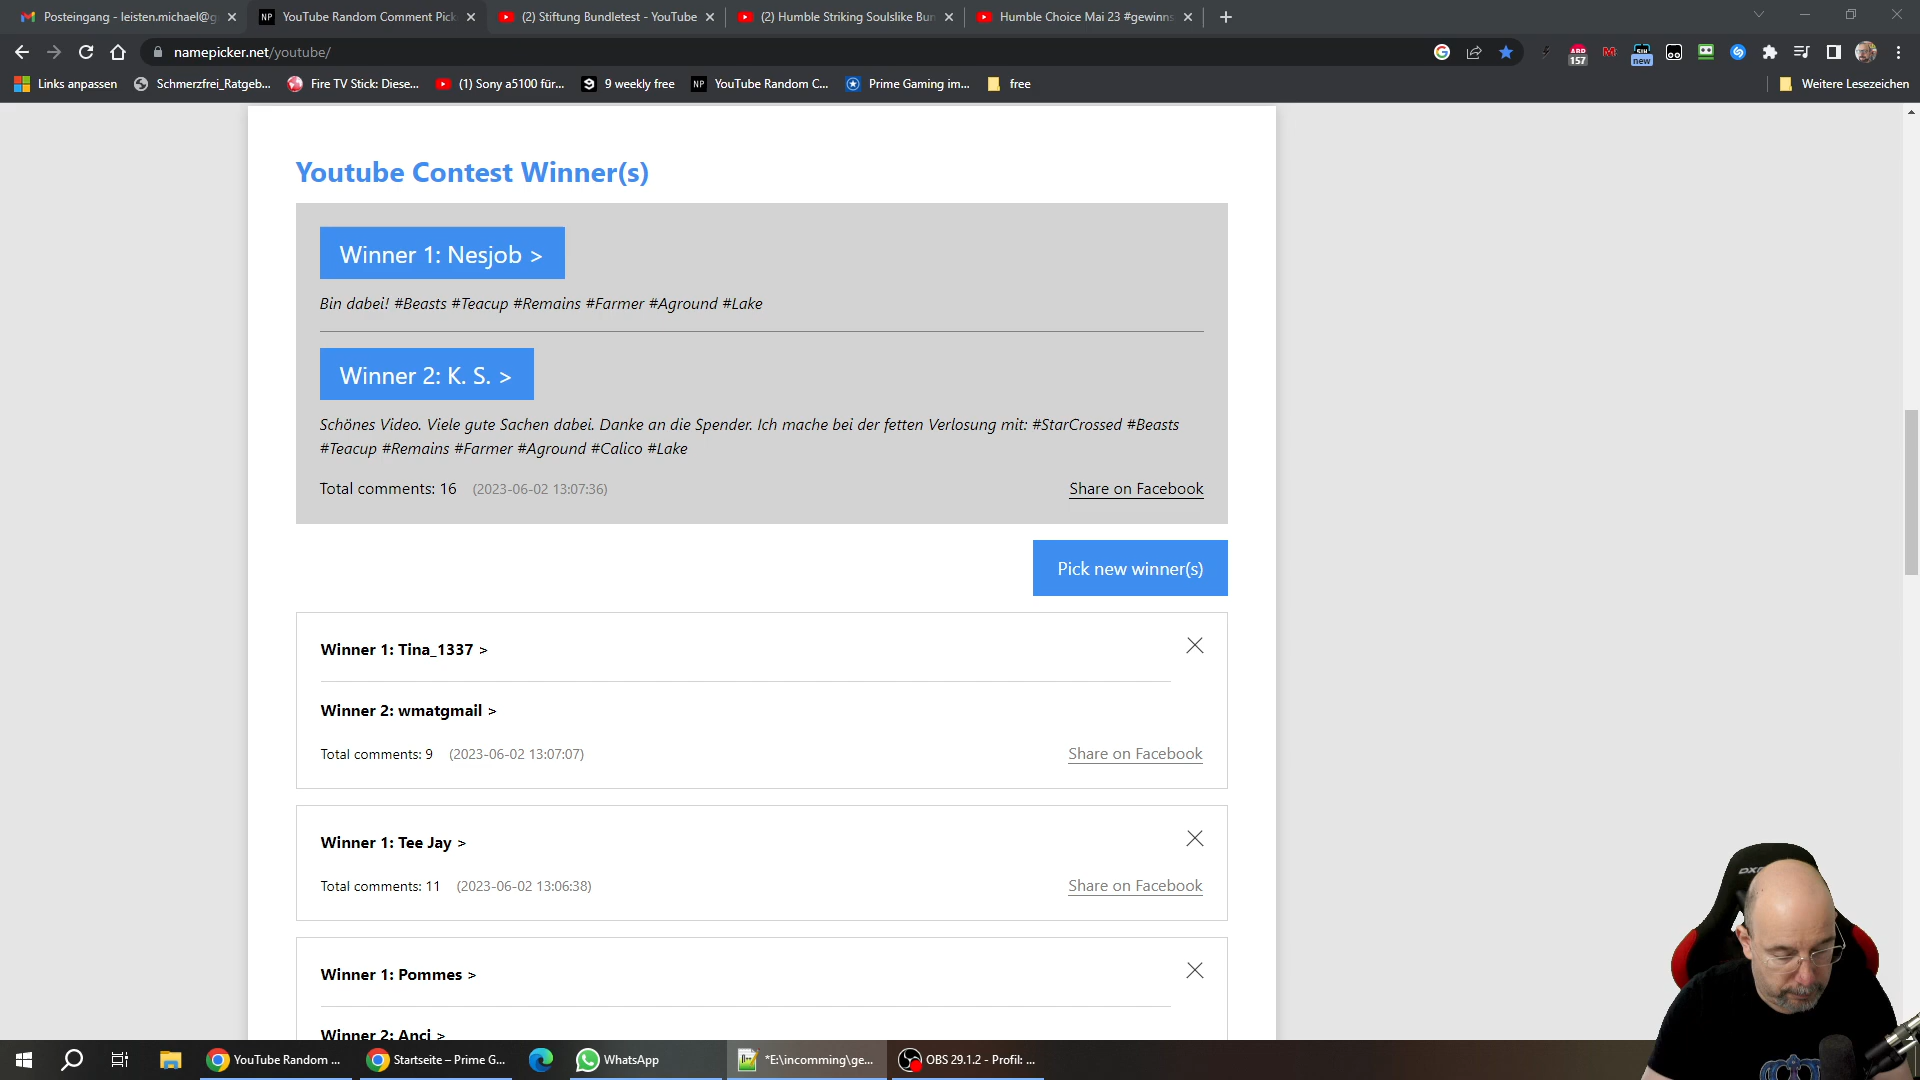 Posteingang - leisten.michael@g
YouTube Random Comment Pick
(2) Stiftung Bundletest - YouTube
(2) Humble Striking Soulslike Bun
Humble Choice Mai 23 #gewinns
namepicker.net/youtube/
157
new
Links anpassen
Schmerzfrei_Ratgeb...
Fire TV Stick: Diese...
(1) Sony a5100 für...
9 weekly free
NP
YouTube Random C...
Prime Gaming im...
free
Weitere Lesezeichen
Youtube Contest Winner(s)
Winner 1: Nesjob >
Bin dabei! #Beasts #Teacup #Remains #Farmer #Aground #Lake
Winner 2: K. S. >
Schönes Video. Viele gute Sachen dabei. Danke an die Spender. Ich mache bei der fetten Verlosung mit: #StarCrossed #Beasts
#Teacup #Remains #Farmer #Aground #Calico #Lake
Total comments: 16 (2023-06-02 13:07:36)
Share on Facebook
Pick new winner(s)
Winner 1: Tina_1337 >
Winner 2: wmatgmail >
Total comments: 9 (2023-06-02 13:07:07)
Share on Facebook
Winner 1: Tee Jay >
Total comments: 11 (2023-06-02 13:06:38)
Share on Facebook
Winner 1: Pommes >
Winner 2: Anci >
YouTube Random ...
Startseite – Prime G...
WhatsApp
*E:\incomming\ge...
OBS 29.1.2 - Profil: ...